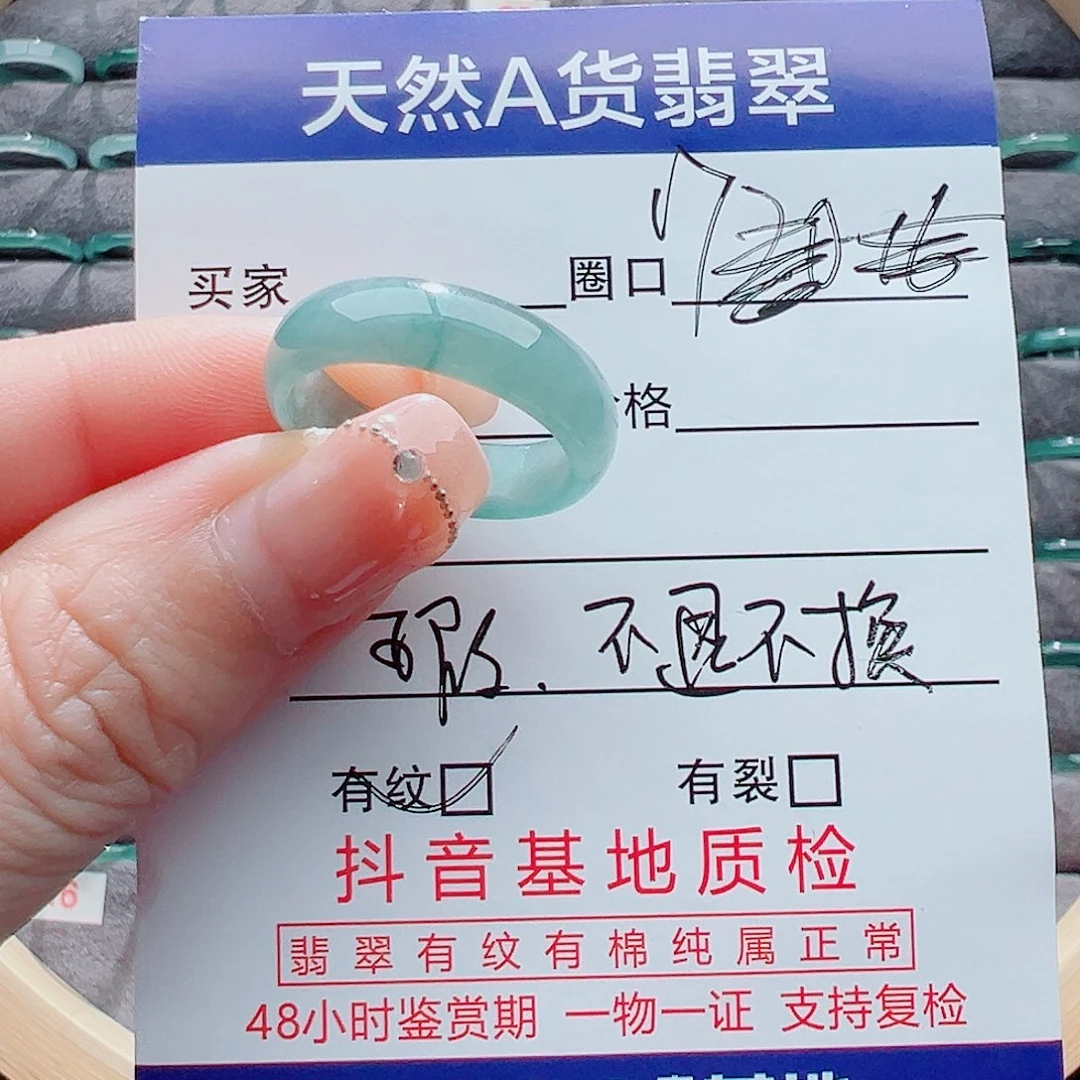 天然A货翡翠
买家 圈口
格
瑕 . 不退不换
有纹 有裂
抖音基地质检
翡翠有纹有棉纯属正常
48小时鉴赏期 一物一证 支持复检